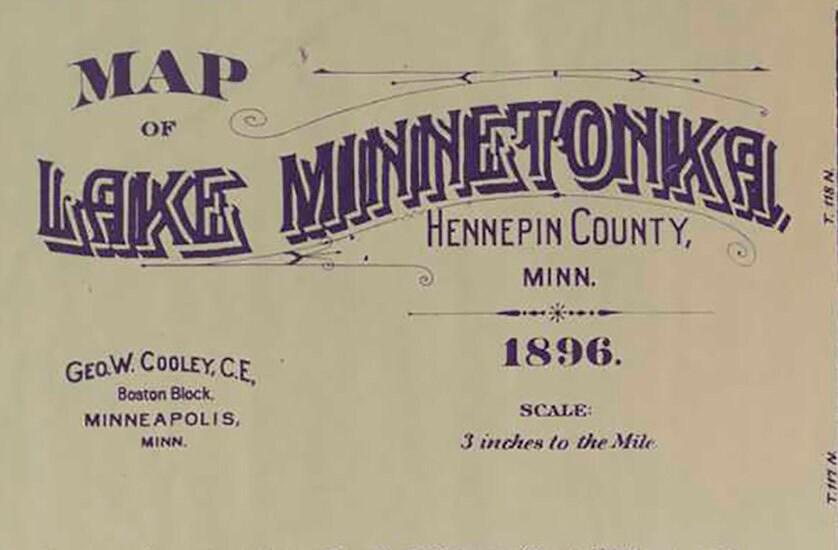 MAP
OF
LAKE MINNETONKA,
HENNEPIN COUNTY,
MINN.
1896.
SCALE:
3 inches to the Mile
GEO. W. COOLEY, C.E,
Boston Block,
MINNEAPOLIS,
MINN.
T. 118 N.
T. 117 N.